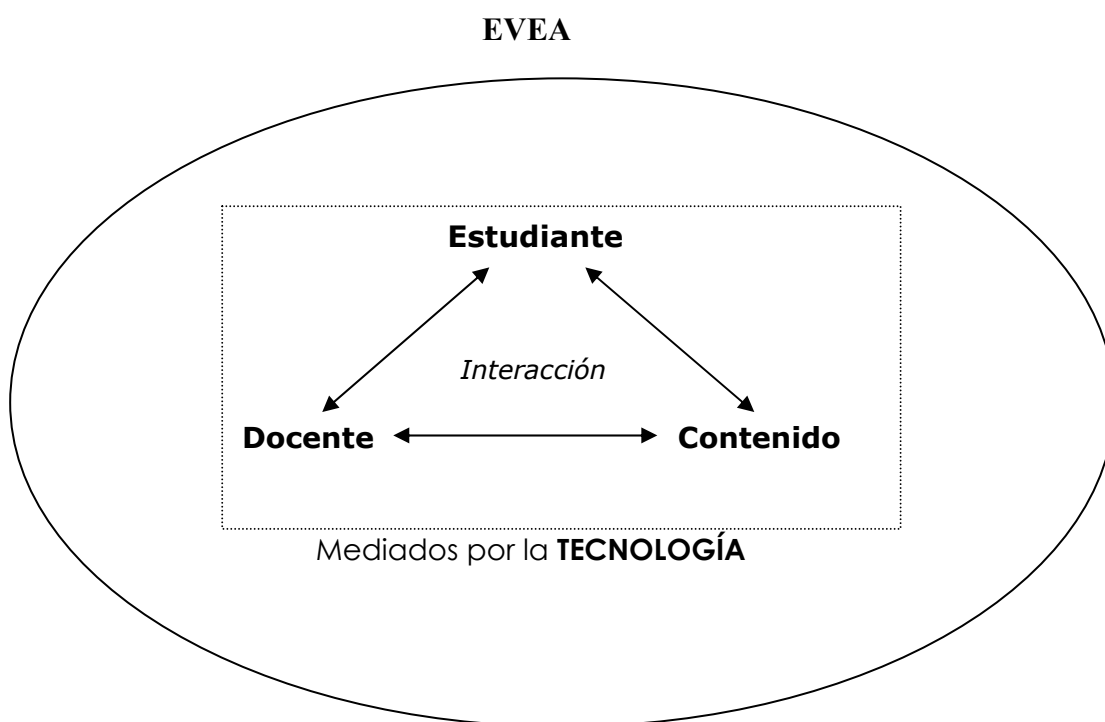 EVEA
Estudiante
Interacción
Docente
Contenido
Mediados por la TECNOLOGÍA